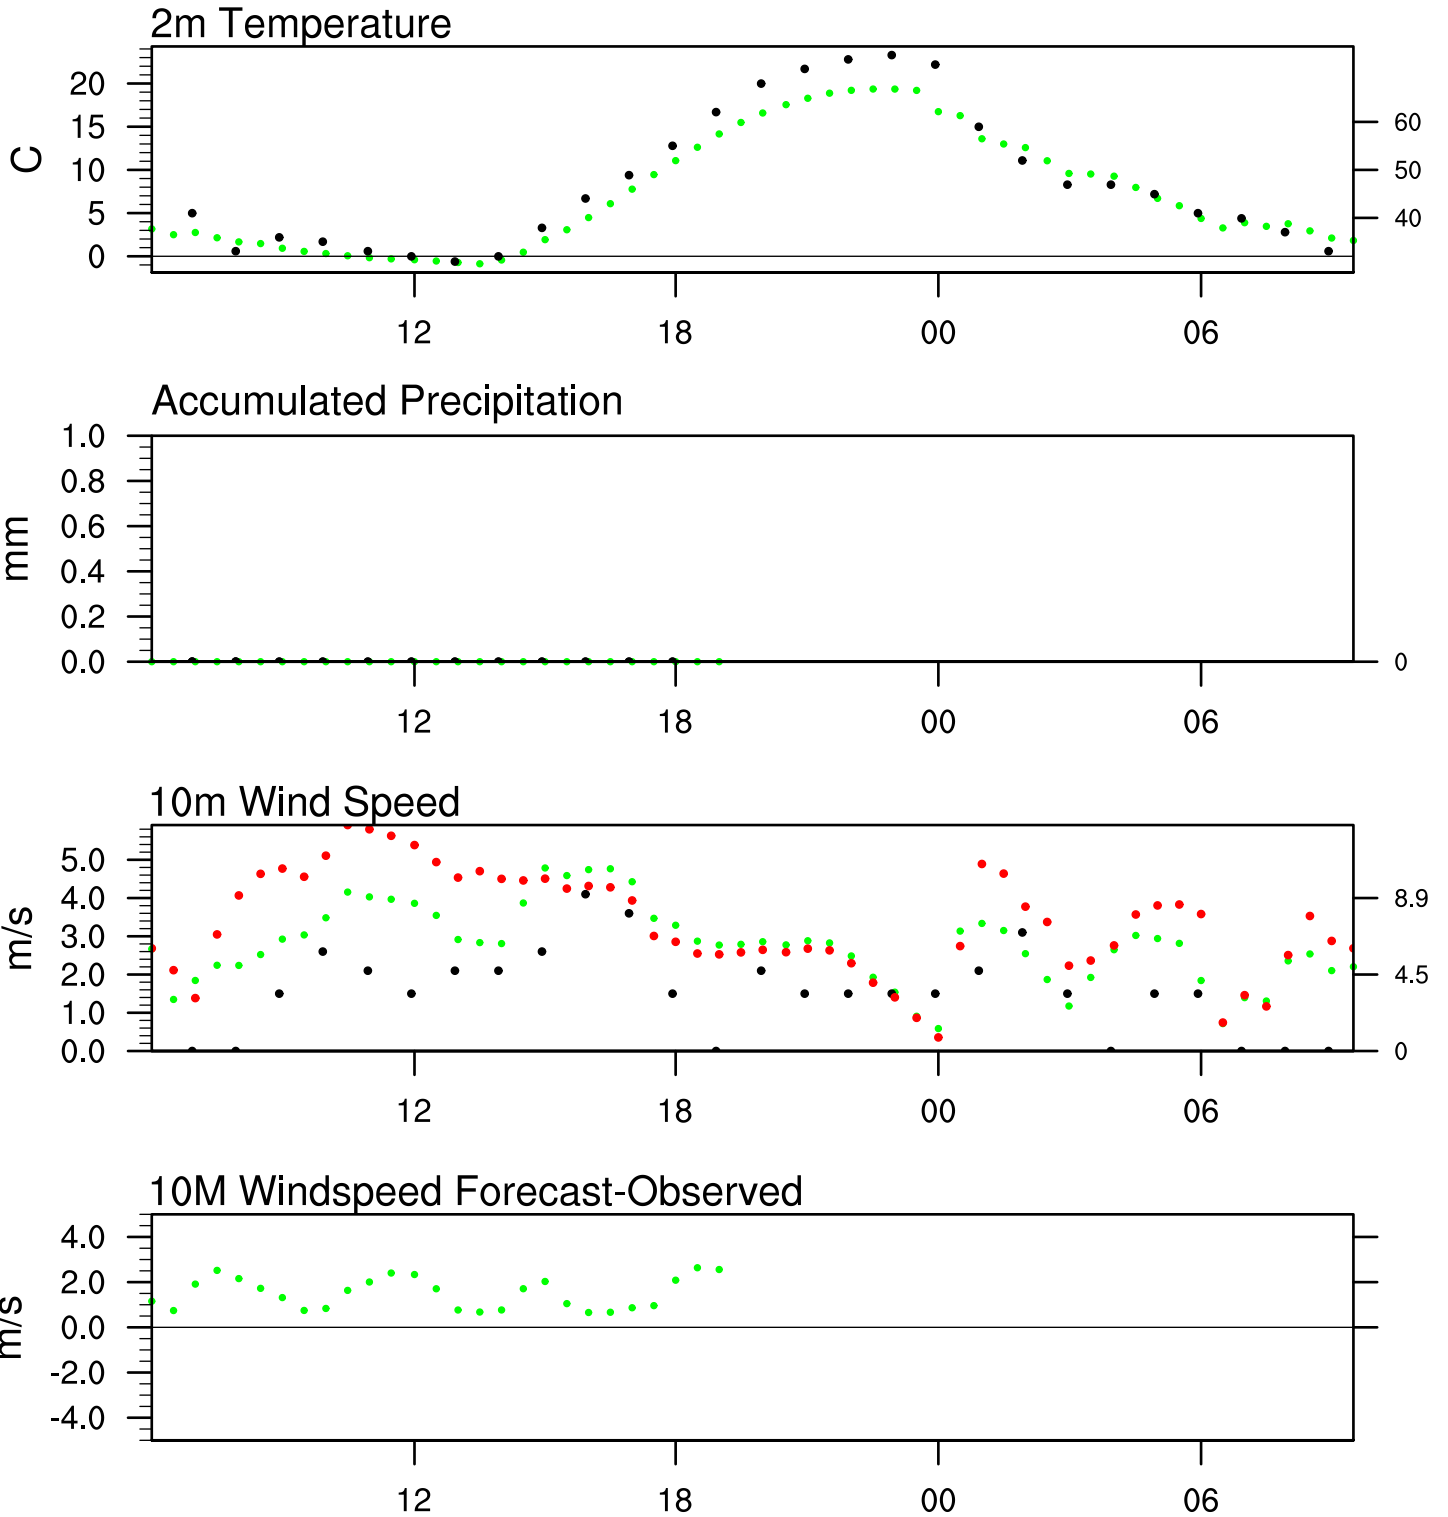 2m Temperature
20
15
10
5
0
C
60
50
40
12 18 00 06
Accumulated Precipitation
1.0
0.8
0.6
0.4
0.2
0.0
mm
0
12 18 00 06
10m Wind Speed
5.0
4.0
3.0
2.0
1.0
0.0
m/s
8.9
4.5
0
12 18 00 06
10M Windspeed Forecast-Observed
4.0
2.0
0.0
-2.0
-4.0
m/s
12 18 00 06